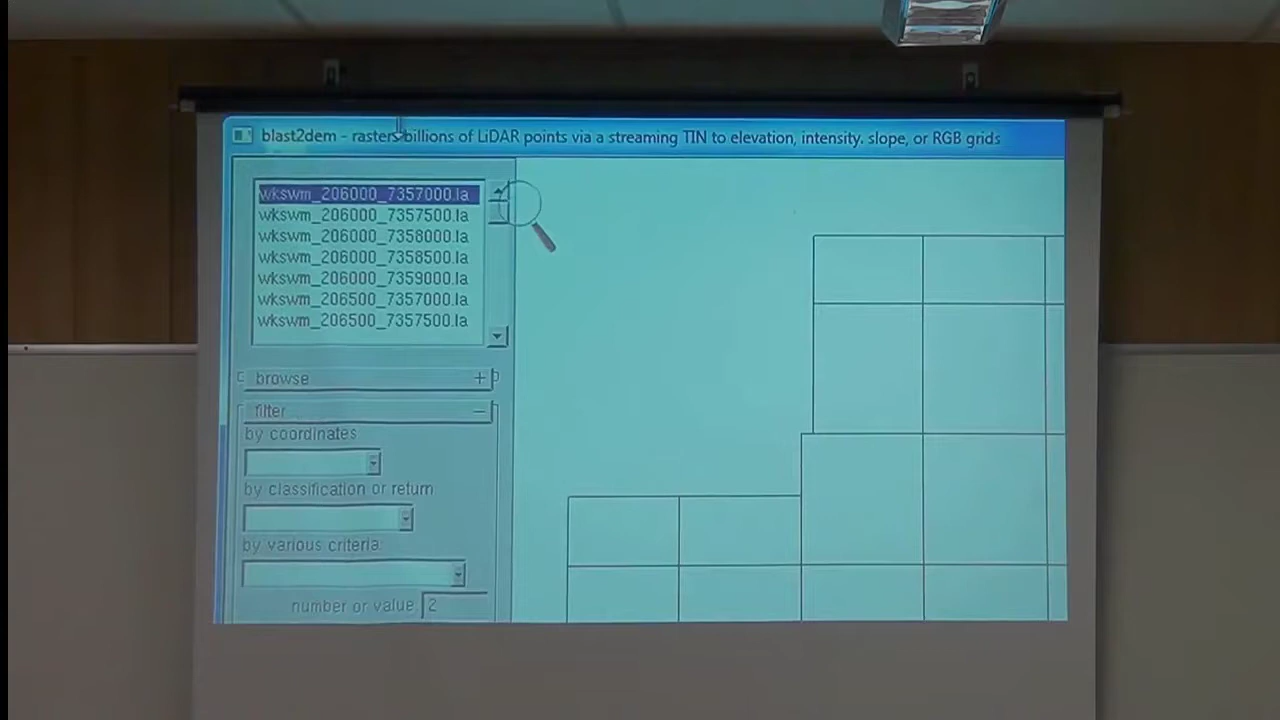 blast2dem - rasters billions of LiDAR points via a streaming TIN to elevation, intensity. slope, or RGB grids
wkswm_206000_7357000.la
wkswm_206000_7357500.la
wkswm_206000_7358000.la
wkswm_206000_7358500.la
wkswm_206000_7359000.la
wkswm_206500_7357000.la
wkswm_206500_7357500.la
browse +
filter −
by coordinates
by classification or return
by various criteria:
number or value 2